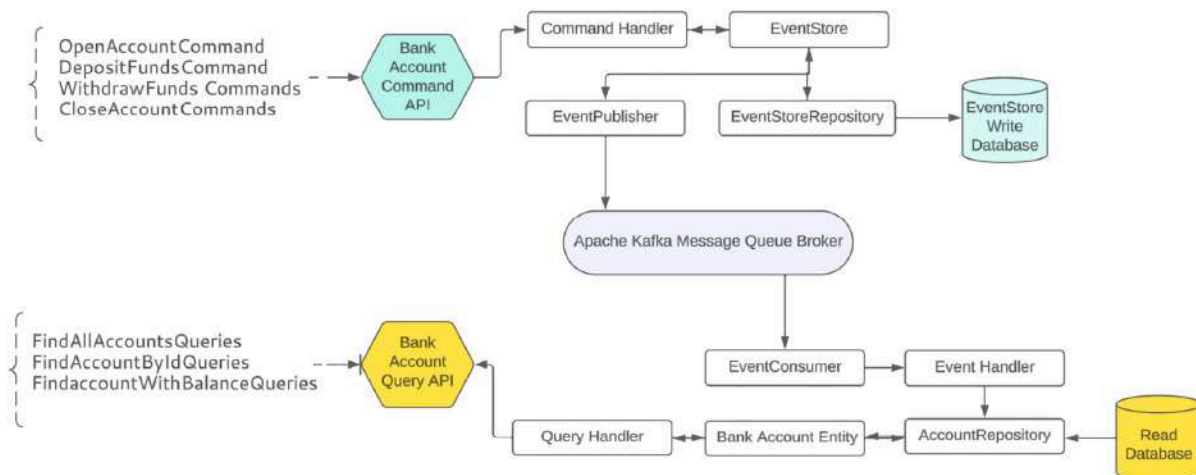 OpenAccountCommand
DepositFundsCommand
WithdrawFunds Commands
CloseAccountCommands
Bank
Account
Command
API
Command Handler
EventStore
EventPublisher
EventStoreRepository
EventStore
Write
Database
Apache Kafka Message Queue Broker
FindAllAccountsQueries
FindAccountByIdQueries
FindaccountWithBalanceQueries
Bank
Account
Query API
EventConsumer
Event Handler
Query Handler
Bank Account Entity
AccountRepository
Read
Database